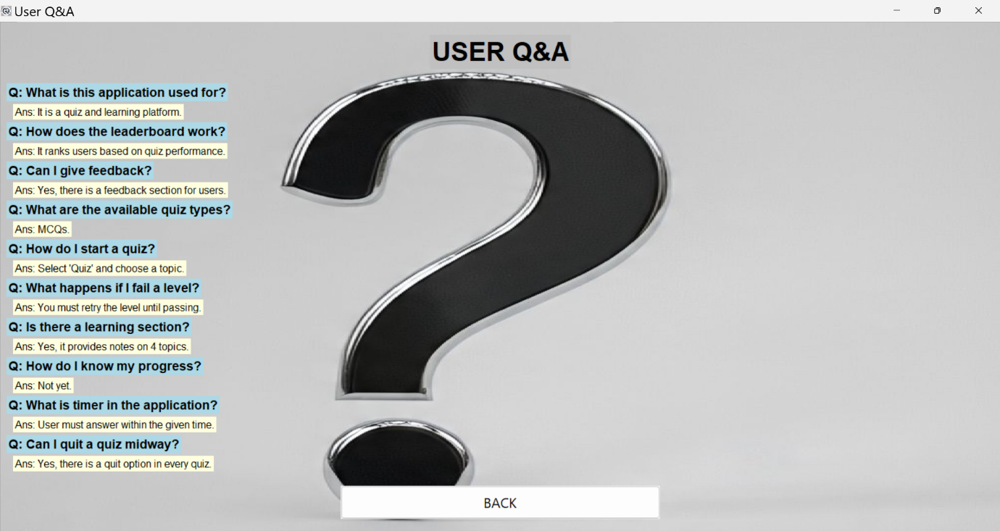 User Q&A
USER Q&A
Q: What is this application used for?
Ans: It is a quiz and learning platform.
Q: How does the leaderboard work?
Ans: It ranks users based on quiz performance.
Q: Can I give feedback?
Ans: Yes, there is a feedback section for users.
Q: What are the available quiz types?
Ans: MCQs.
Q: How do I start a quiz?
Ans: Select 'Quiz' and choose a topic.
Q: What happens if I fail a level?
Ans: You must retry the level until passing.
Q: Is there a learning section?
Ans: Yes, it provides notes on 4 topics.
Q: How do I know my progress?
Ans: Not yet.
Q: What is timer in the application?
Ans: User must answer within the given time.
Q: Can I quit a quiz midway?
Ans: Yes, there is a quit option in every quiz.
BACK